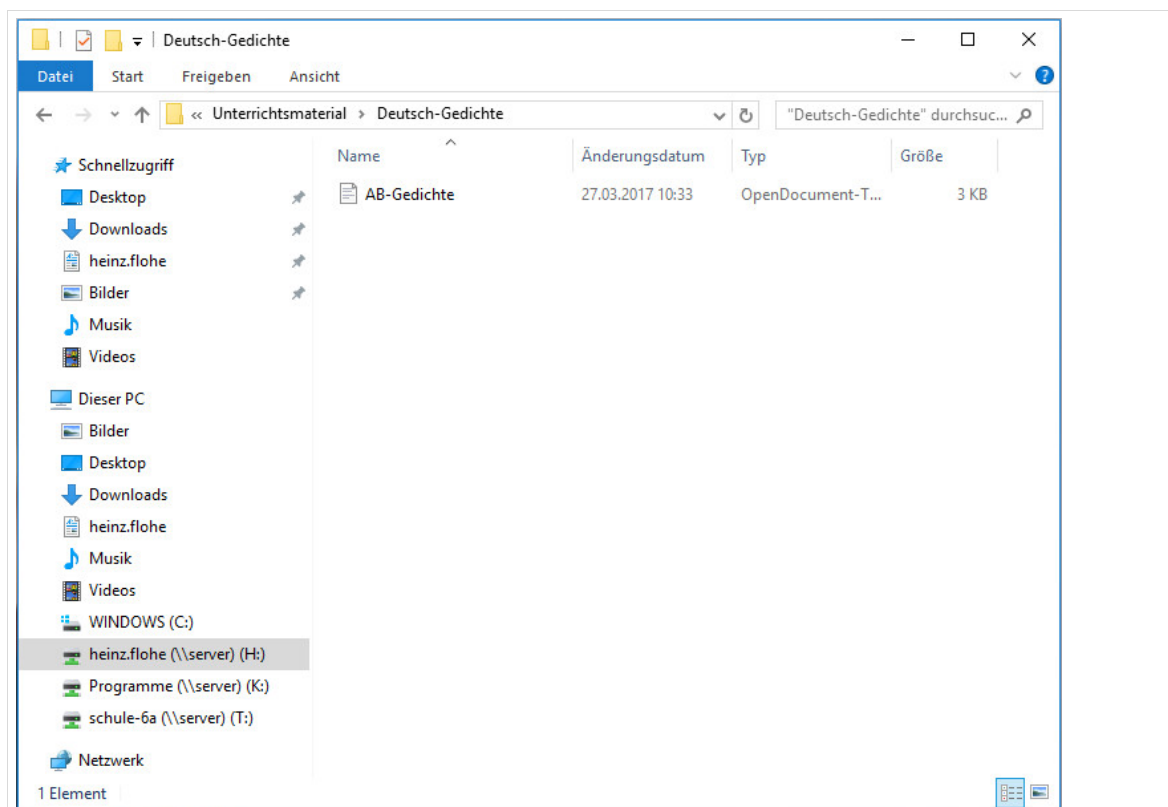 Deutsch-Gedichte
Datei Start Freigeben Ansicht
« Unterrichtsmaterial > Deutsch-Gedichte "Deutsch-Gedichte" durchsuc...
Name Änderungsdatum Typ Größe
AB-Gedichte 27.03.2017 10:33 OpenDocument-T... 3 KB
Schnellzugriff
Desktop
Downloads
heinz.flohe
Bilder
Musik
Videos
Dieser PC
Bilder
Desktop
Downloads
heinz.flohe
Musik
Videos
WINDOWS (C:)
heinz.flohe (\\server) (H:)
Programme (\\server) (K:)
schule-6a (\\server) (T:)
Netzwerk
1 Element